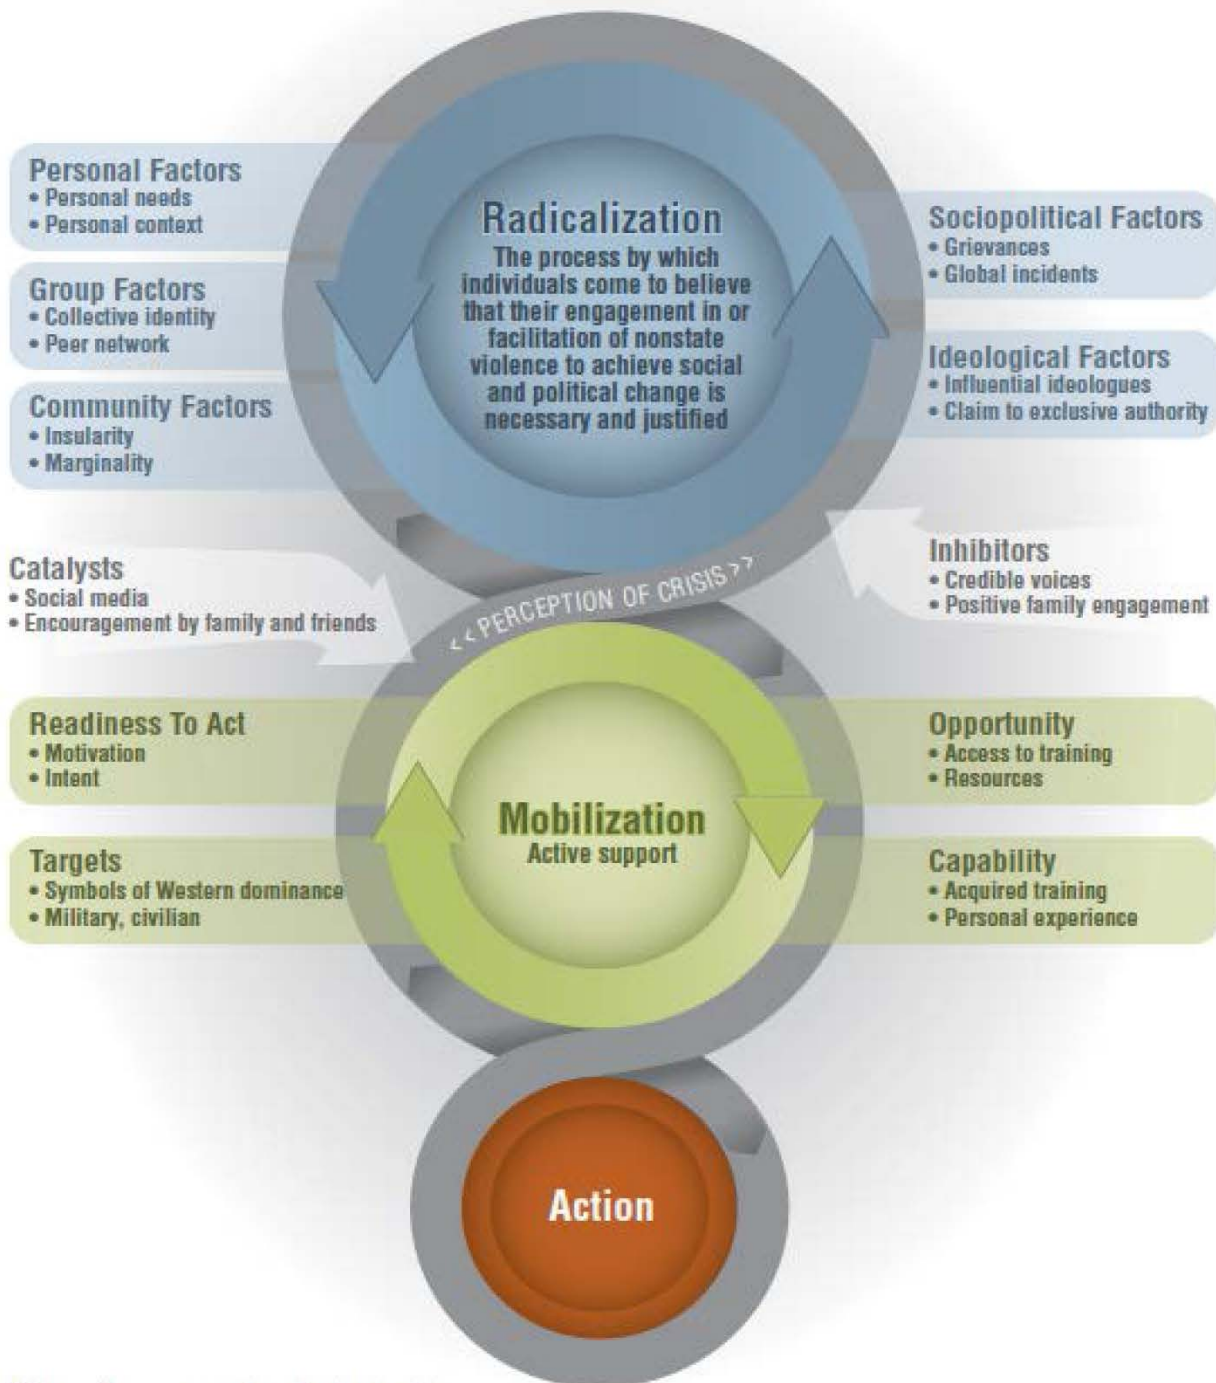 Radicalization
The process by which
individuals come to believe
that their engagement in or
facilitation of nonstate
violence to achieve social
and political change is
necessary and justified
Personal Factors
• Personal needs
• Personal context
Group Factors
• Collective identity
• Peer network
Community Factors
• Insularity
• Marginality
Sociopolitical Factors
• Grievances
• Global incidents
Ideological Factors
• Influential ideologues
• Claim to exclusive authority
Catalysts
• Social media
• Encouragement by family and friends
<< PERCEPTION OF CRISIS >>
Inhibitors
• Credible voices
• Positive family engagement
Readiness To Act
• Motivation
• Intent
Targets
• Symbols of Western dominance
• Military, civilian
Mobilization
Active support
Opportunity
• Access to training
• Resources
Capability
• Acquired training
• Personal experience
Action